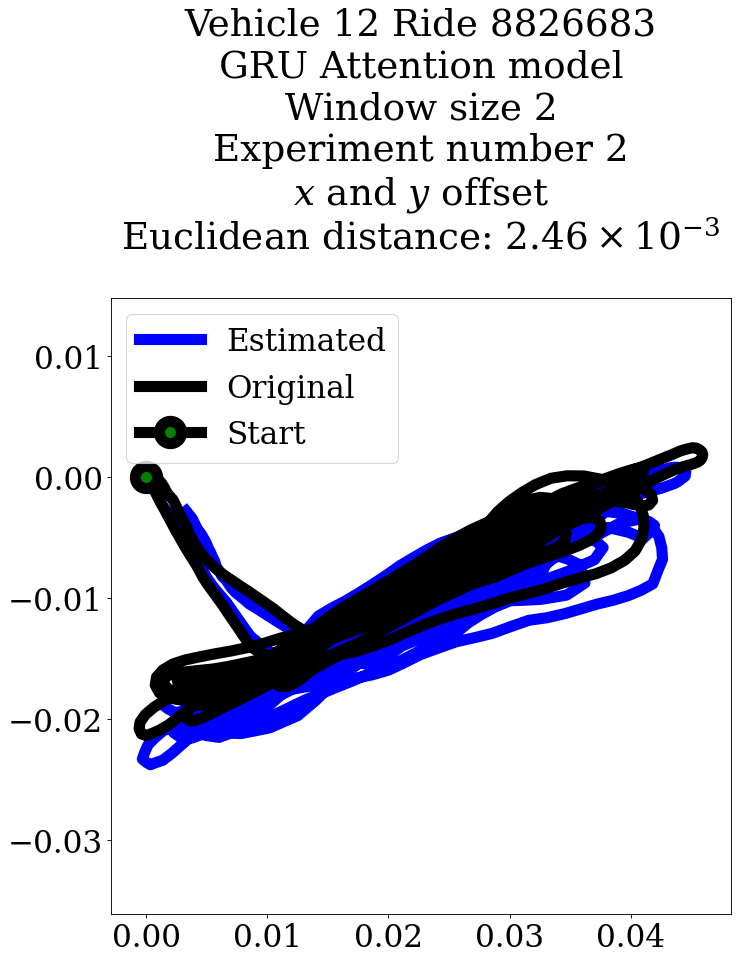 Vehicle 12 Ride 8826683
GRU Attention model
Window size 2
Experiment number 2
x and y offset
Euclidean distance: 2.46 × 10⁻³
Estimated
Original
Start
0.01
0.00
−0.01
−0.02
−0.03
0.00 0.01 0.02 0.03 0.04